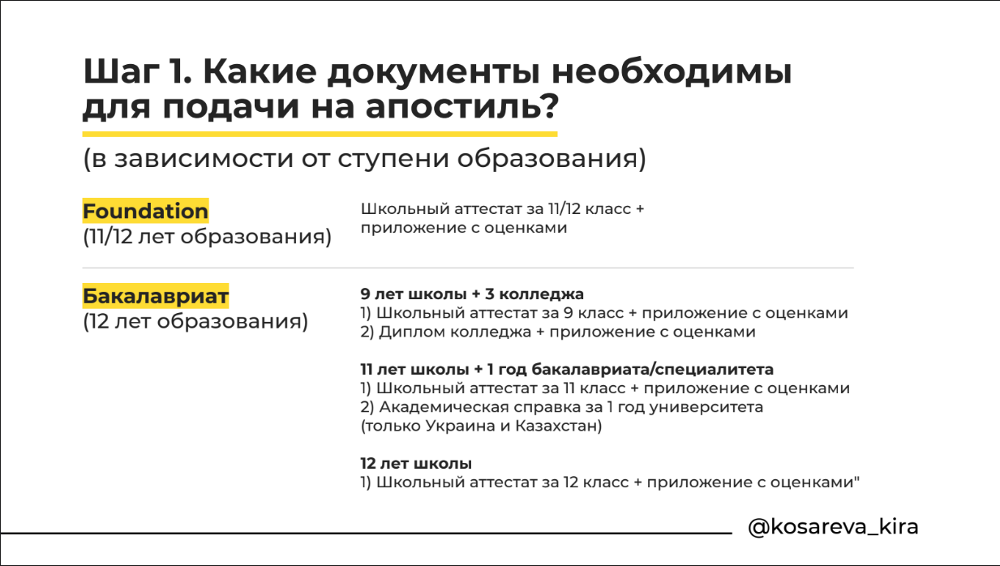 Шаг 1. Какие документы необходимы
для подачи на апостиль?
(в зависимости от ступени образования)
Foundation
(11/12 лет образования)
Школьный аттестат за 11/12 класс +
приложение с оценками
Бакалавриат
(12 лет образования)
9 лет школы + 3 колледжа
1) Школьный аттестат за 9 класс + приложение с оценками
2) Диплом колледжа + приложение с оценками
11 лет школы + 1 год бакалавриата/специалитета
1) Школьный аттестат за 11 класс + приложение с оценками
2) Академическая справка за 1 год университета
(только Украина и Казахстан)
12 лет школы
1) Школьный аттестат за 12 класс + приложение с оценками"
@kosareva_kira